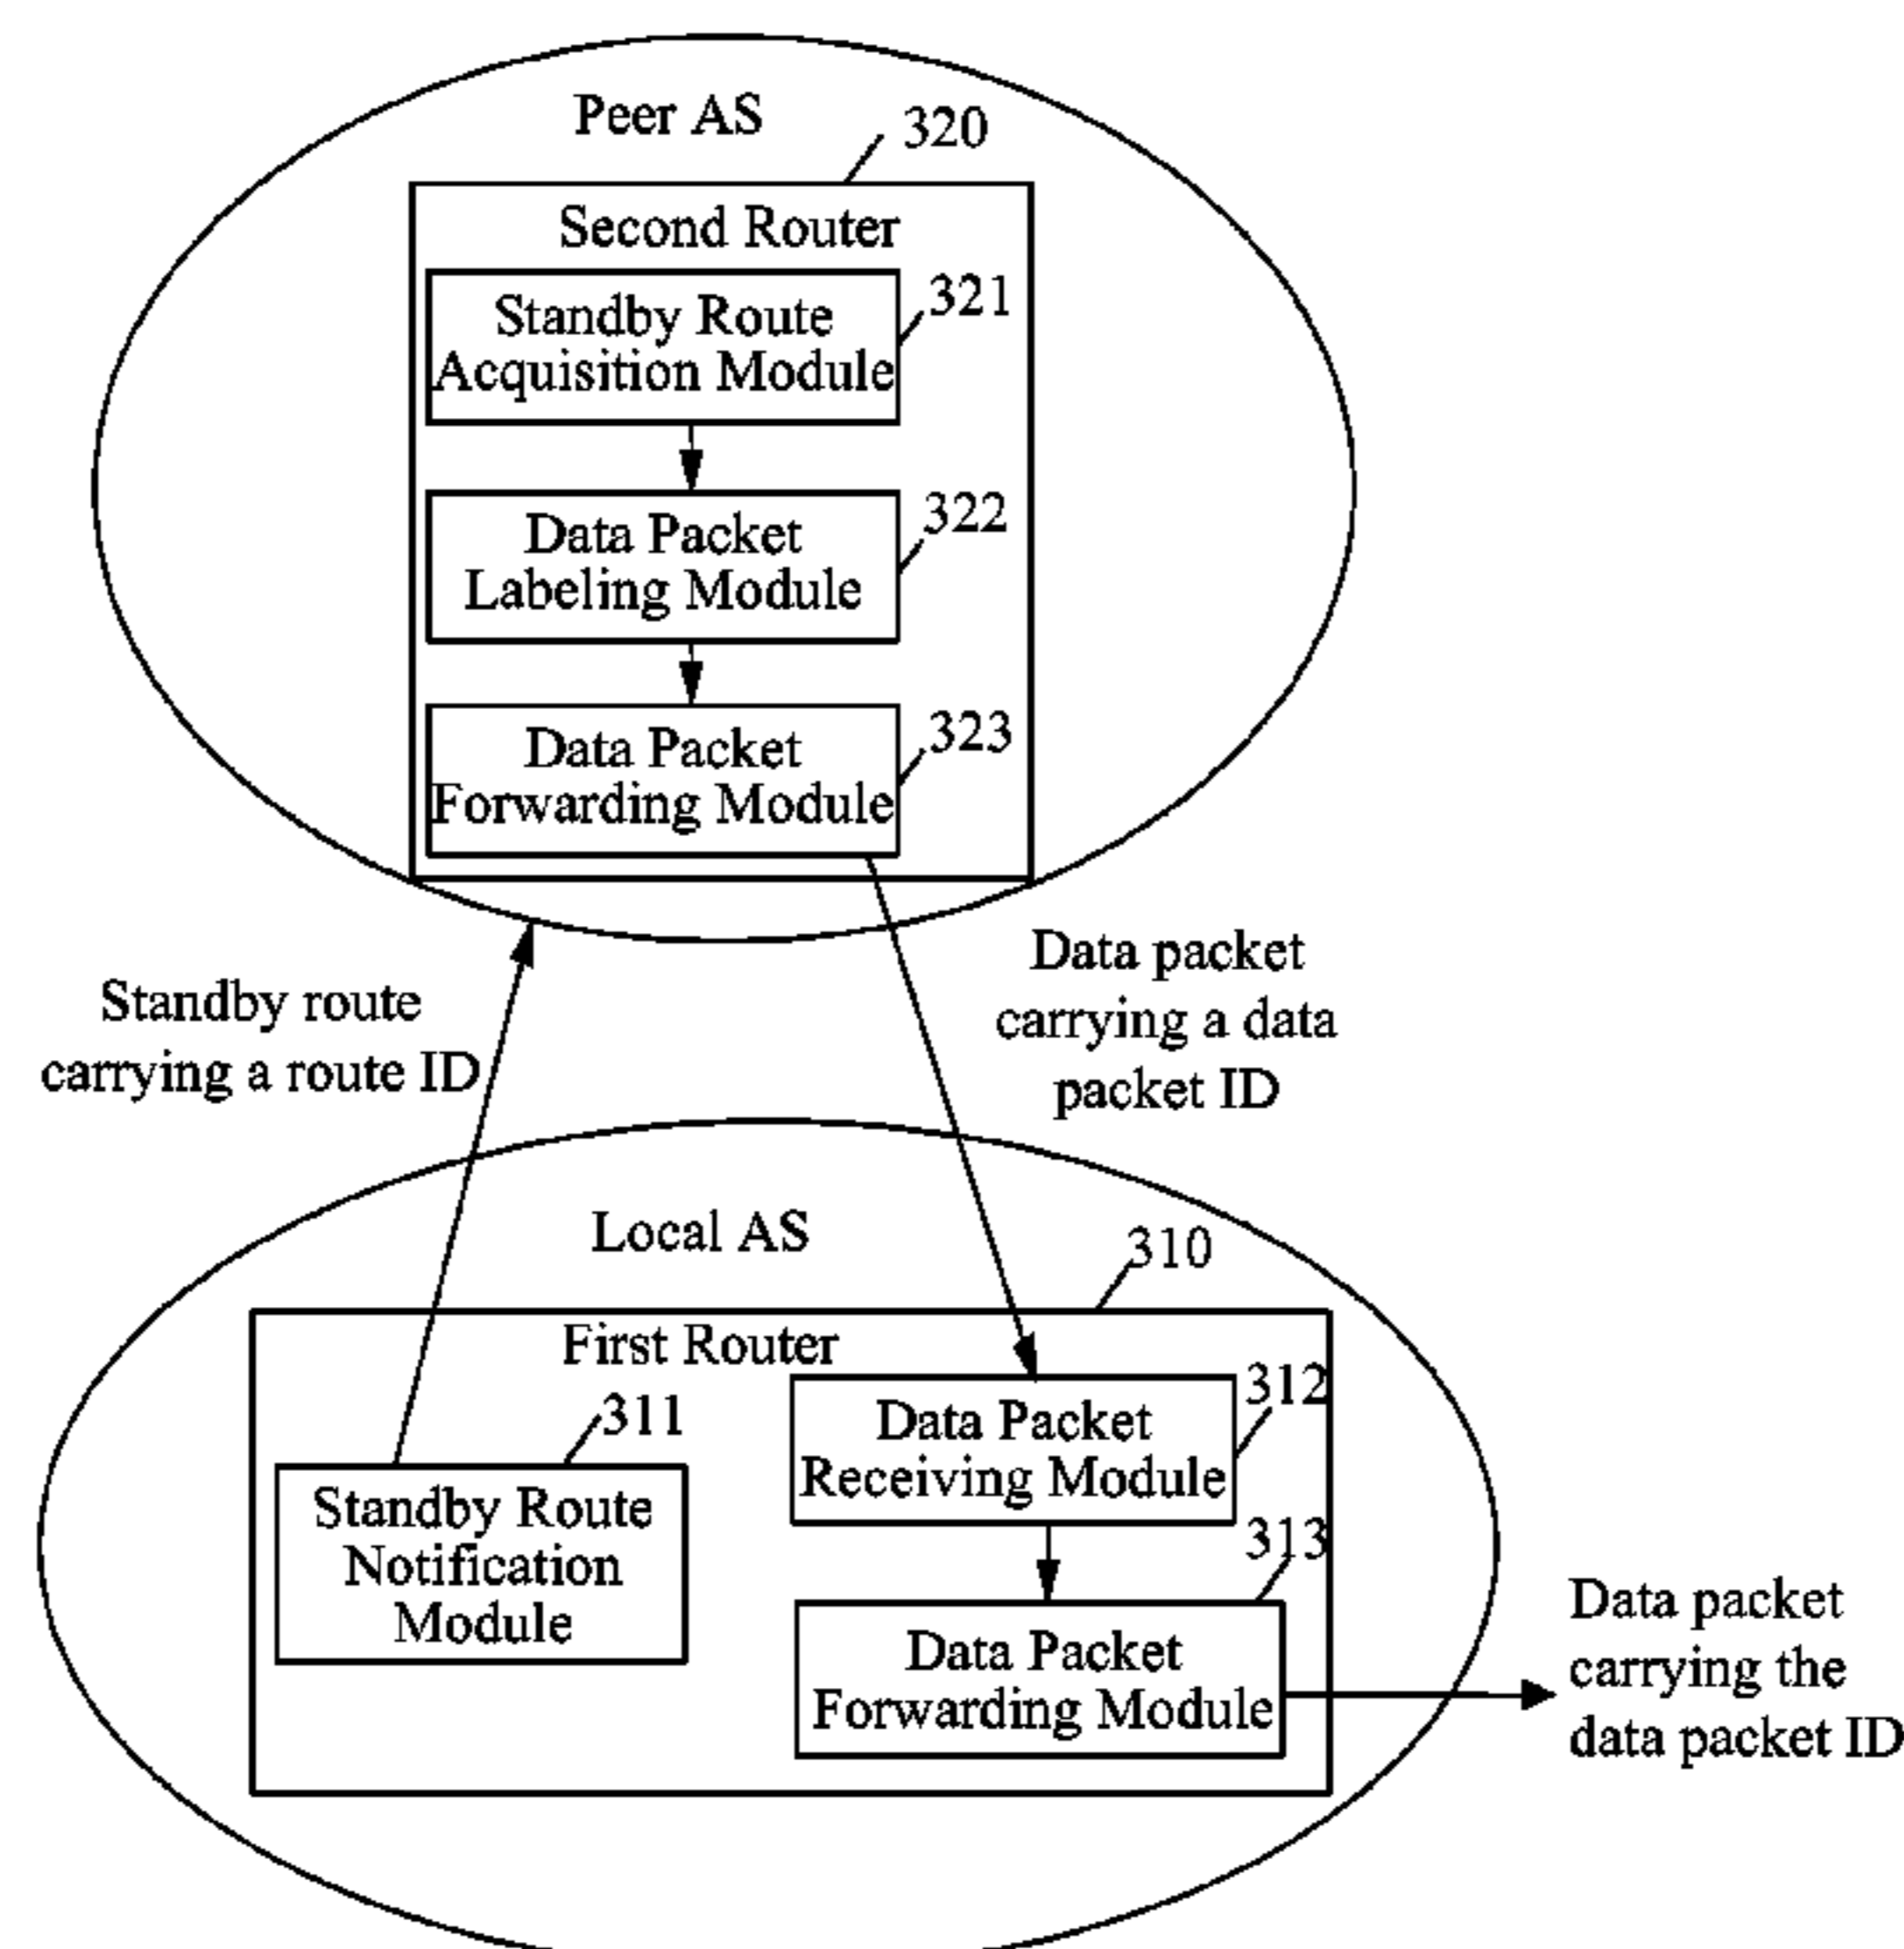 Peer AS
320
Second Router
321
Standby Route
Acquisition Module
322
Data Packet
Labeling Module
323
Data Packet
Forwarding Module
Standby route
carrying a route ID
Data packet
carrying a data
packet ID
Local AS
310
First Router
311
Standby Route
Notification
Module
312
Data Packet
Receiving Module
313
Data Packet
Forwarding Module
Data packet
carrying the
data packet ID